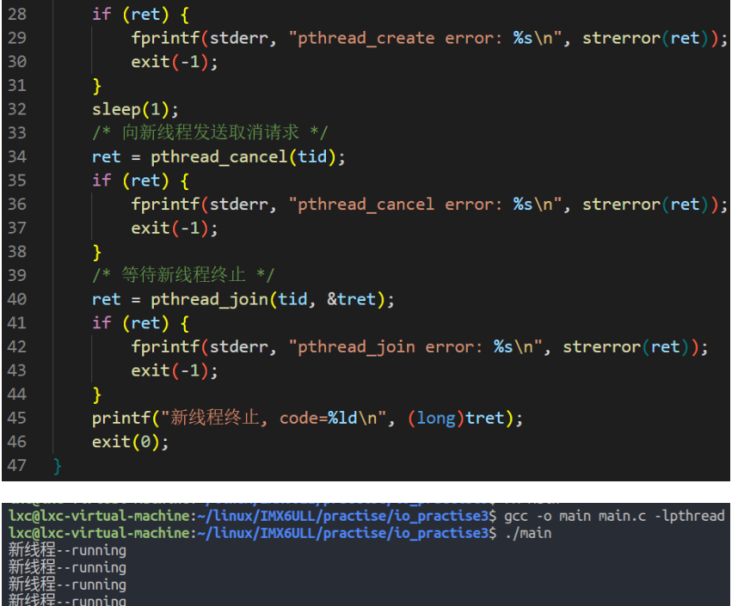 28 if (ret) {
29 fprintf(stderr, "pthread_create error: %s\n", strerror(ret));
30 exit(-1);
31 }
32 sleep(1);
33 /* 向新线程发送取消请求 */
34 ret = pthread_cancel(tid);
35 if (ret) {
36 fprintf(stderr, "pthread_cancel error: %s\n", strerror(ret));
37 exit(-1);
38 }
39 /* 等待新线程终止 */
40 ret = pthread_join(tid, &tret);
41 if (ret) {
42 fprintf(stderr, "pthread_join error: %s\n", strerror(ret));
43 exit(-1);
44 }
45 printf("新线程终止, code=%ld\n", (long)tret);
46 exit(0);
47 }
lxc@lxc-virtual-machine:~/linux/IMX6ULL/practise/io_practise3$ gcc -o main main.c -lpthread
lxc@lxc-virtual-machine:~/linux/IMX6ULL/practise/io_practise3$ ./main
新线程--running
新线程--running
新线程--running
新线程--running